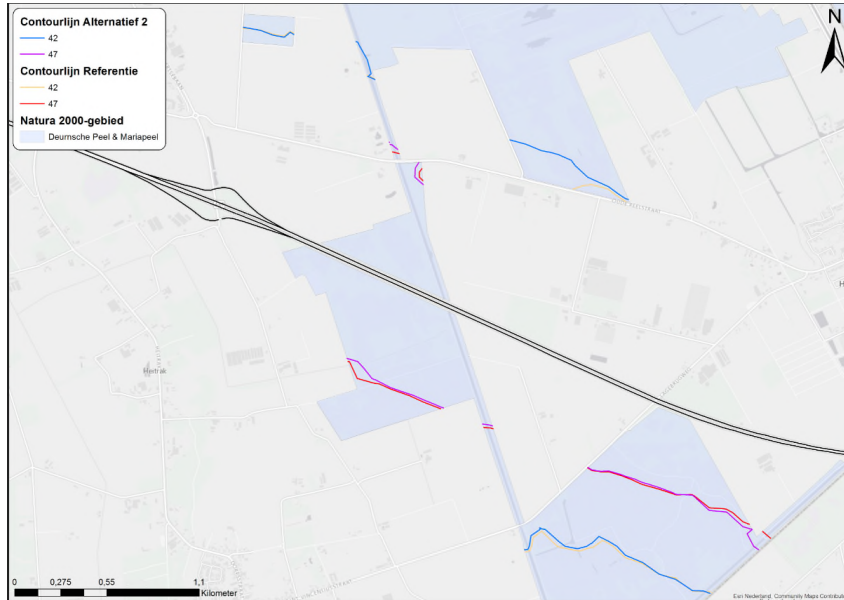 Contourlijn Alternatief 2
42
47
Contourlijn Referentie
42
47
Natura 2000-gebied
Deurnsche Peel & Mariapeel
N
Heitrak
H
0 0,275 0,55 1,1
Kilometer
Esri Nederland, Community Maps Contributors